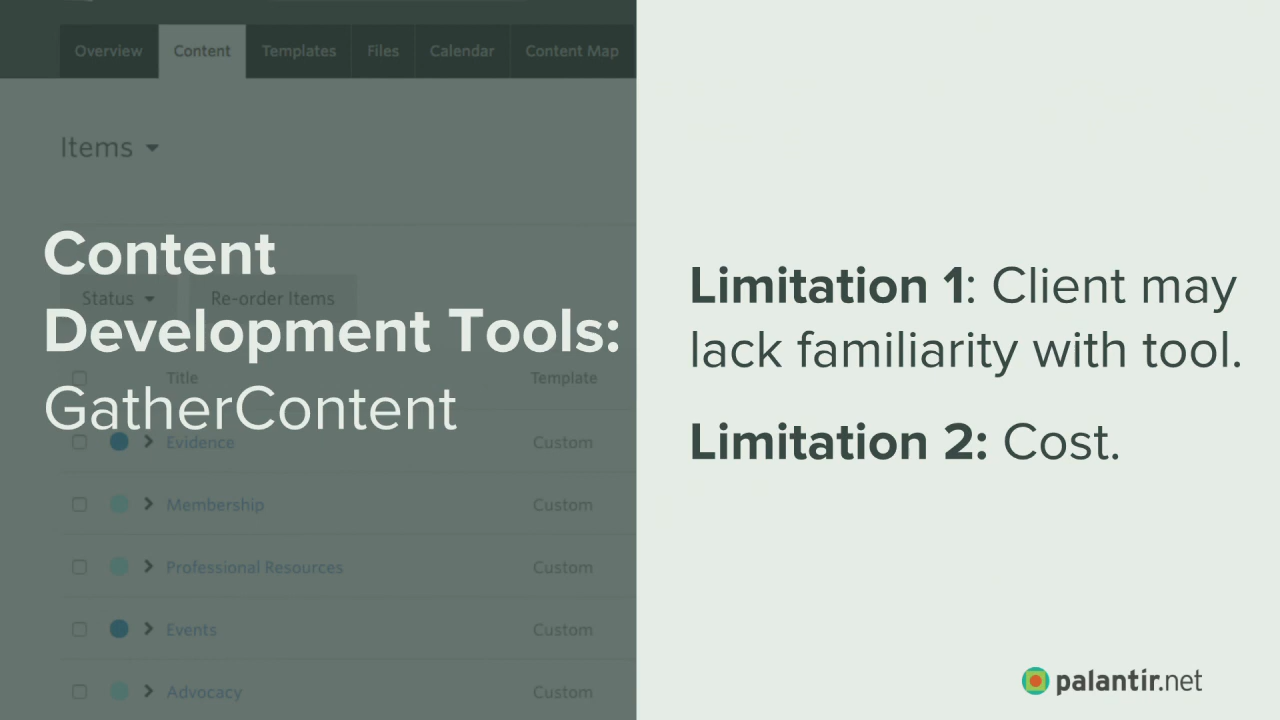 Overview Content Templates Files Calendar Content Map
Items
Status Re-order Items
Content
Development Tools:
GatherContent
Title Template
Evidence Custom
Membership Custom
Professional Resources Custom
Events Custom
Advocacy Custom
Limitation 1: Client may
lack familiarity with tool.
Limitation 2: Cost.
palantir.net